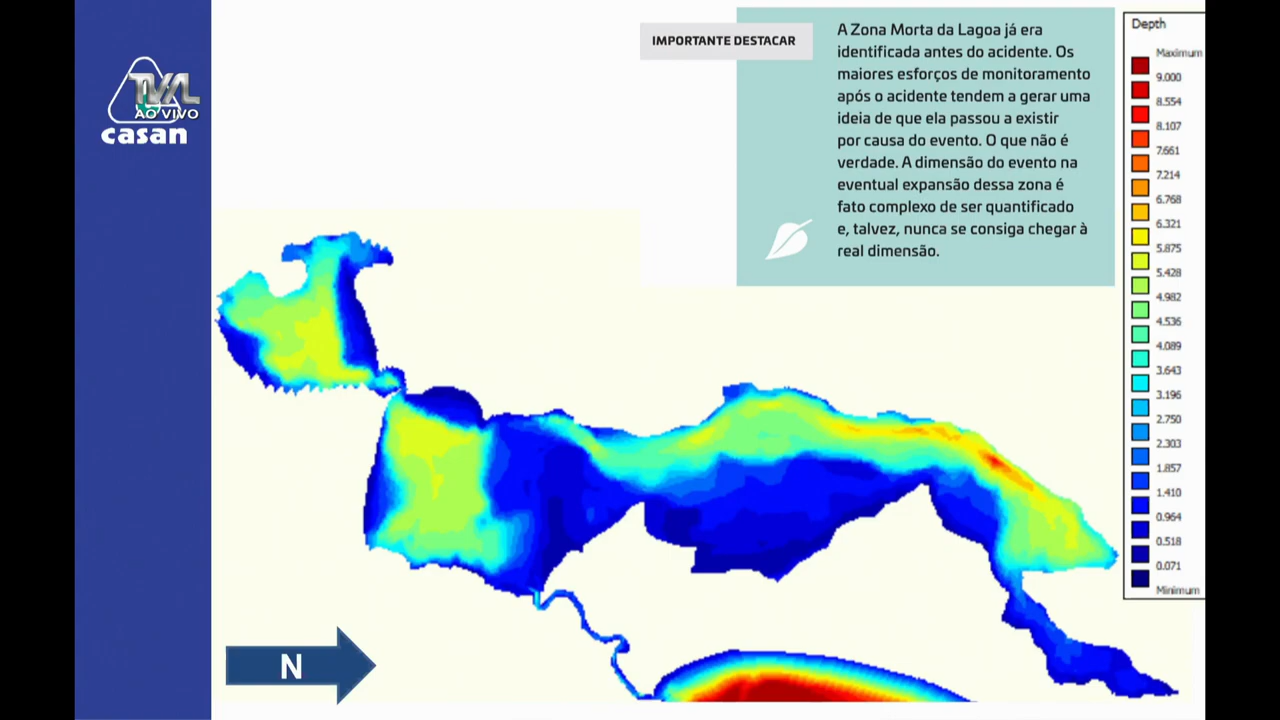 TVAL
AO VIVO
casan
IMPORTANTE DESTACAR
A Zona Morta da Lagoa já era
identificada antes do acidente. Os
maiores esforços de monitoramento
após o acidente tendem a gerar uma
ideia de que ela passou a existir
por causa do evento. O que não é
verdade. A dimensão do evento na
eventual expansão dessa zona é
fato complexo de ser quantificado
e, talvez, nunca se consiga chegar à
real dimensão.
Depth
Maximum
9.000
8.554
8.107
7.661
7.214
6.768
6.321
5.875
5.428
4.982
4.536
4.089
3.643
3.196
2.750
2.303
1.857
1.410
0.964
0.518
0.071
Minimum
N